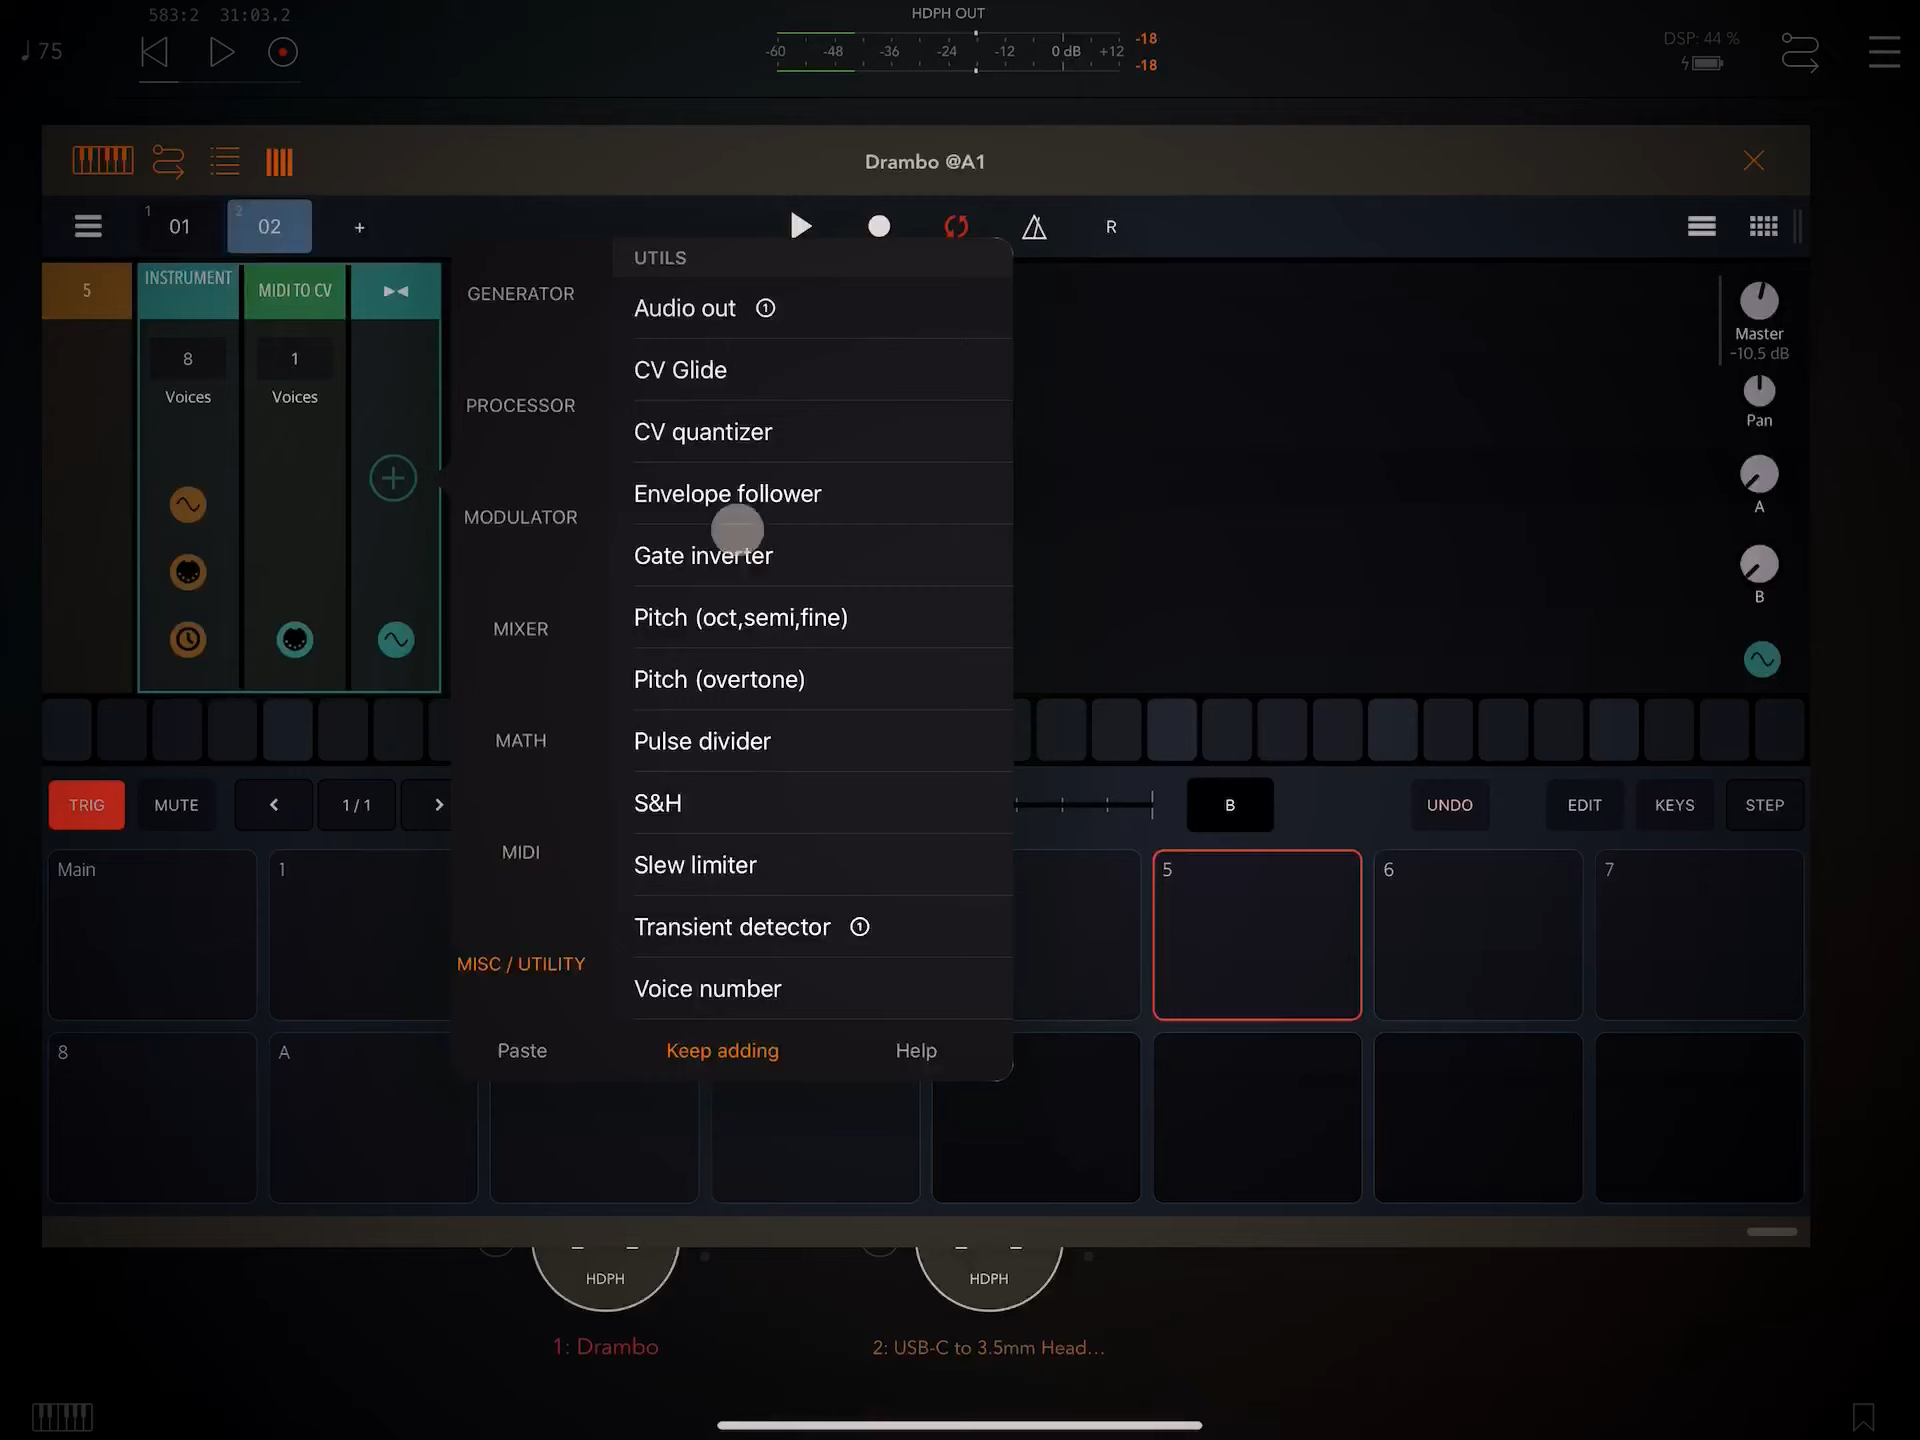 583:2 31:03.2
HDPH OUT
♩ 75
-60 -48 -36 -24 -12 0 dB +12
-18
-18
DSP: 44 %
Drambo @A1
1 01
2 02
+
R
5
INSTRUMENT
MIDI TO CV
8
Voices
1
Voices
GENERATOR
PROCESSOR
MODULATOR
MIXER
MATH
MIDI
MISC / UTILITY
UTILS
Audio out 1
CV Glide
CV quantizer
Envelope follower
Gate inverter
Pitch (oct,semi,fine)
Pitch (overtone)
Pulse divider
S&H
Slew limiter
Transient detector 1
Voice number
Paste
Keep adding
Help
Master
-10.5 dB
Pan
A
B
TRIG
MUTE
<
1 / 1
>
B
UNDO
EDIT
KEYS
STEP
Main
1
5
6
7
8
A
HDPH
HDPH
1: Drambo
2: USB-C to 3.5mm Head...